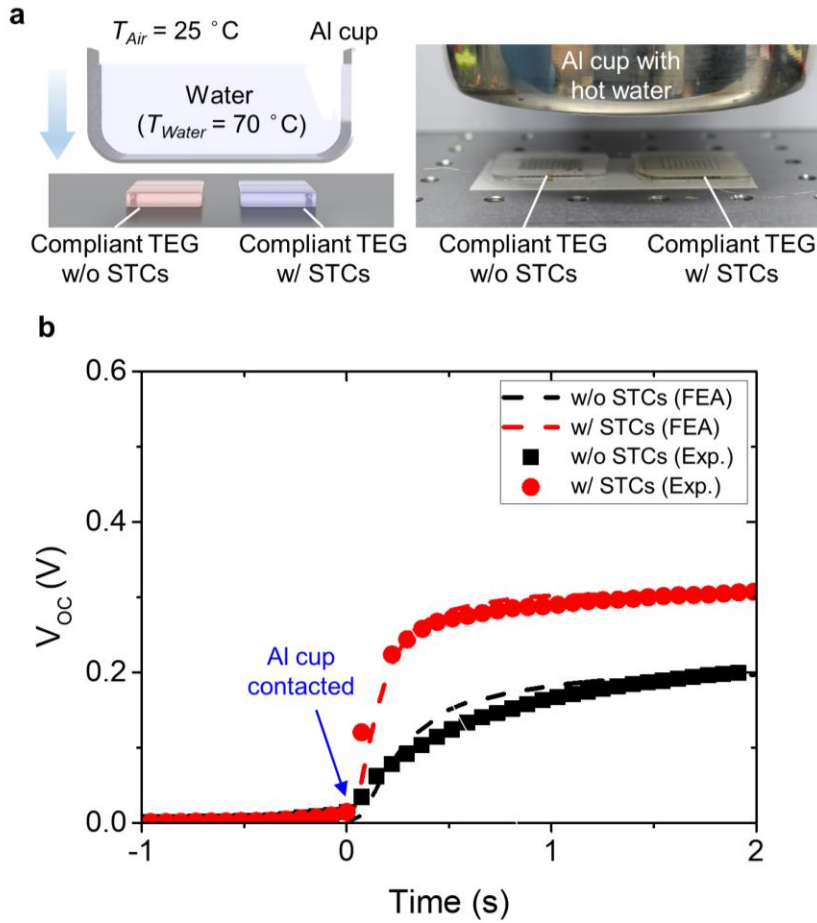 a
T_Air = 25 °C
Al cup
Water
(T_Water = 70 °C)
Compliant TEG
w/o STCs
Compliant TEG
w/ STCs
Al cup with
hot water
Compliant TEG
w/o STCs
Compliant TEG
w/ STCs
b
0.6
0.4
0.2
0.0
V_OC (V)
w/o STCs (FEA)
w/ STCs (FEA)
w/o STCs (Exp.)
w/ STCs (Exp.)
Al cup
contacted
-1
0
1
2
Time (s)